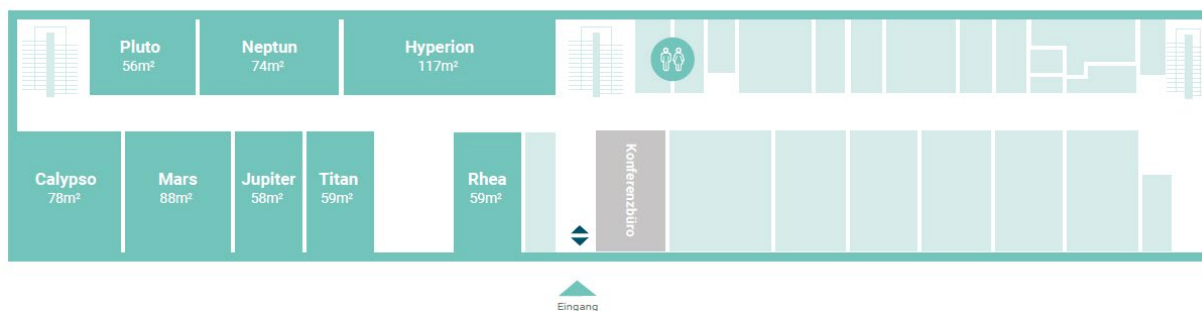 Pluto
56m²
Neptun
74m²
Hyperion
117m²
Calypso
78m²
Mars
88m²
Jupiter
58m²
Titan
59m²
Rhea
59m²
Konferenzbüro
Eingang